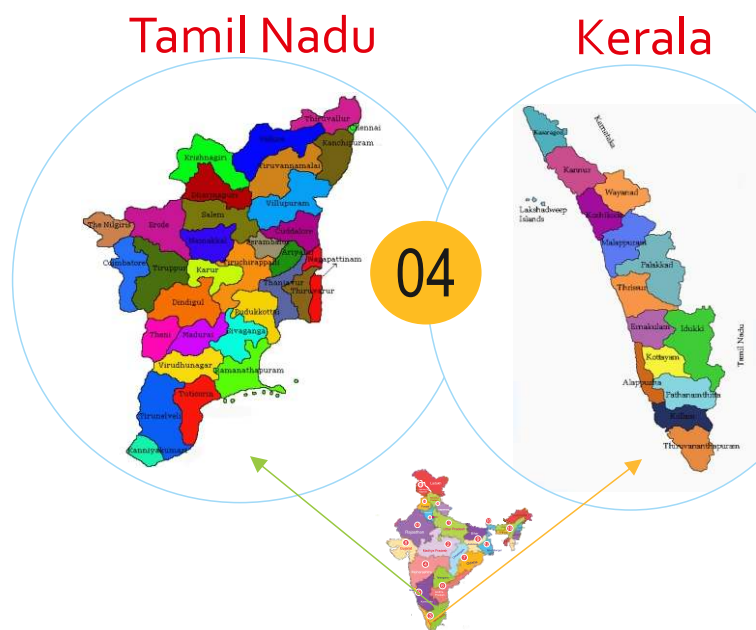 Tamil Nadu
Kerala
04
Thiruvallur
Chennai
Kanchipuram
Vellore
Krishnagiri
Tiruvannamalai
Dharmapuri
Villupuram
Salem
The Nilgiris
Erode
Cuddalore
Namakkal
Perambalur
Ariyalur
Nagapattinam
Coimbatore
Tiruppur
Karur
Tiruchirappalli
Thanjavur
Thiruvarur
Dindigul
Pudukkottai
Sivaganga
Theni
Madurai
Virudhunagar
Ramanathapuram
Tuticorin
Tirunelveli
Kanniyakumari
Kasaragod
Karnataka
Kannur
Wayanad
Lakshadweep
Islands
Kozhikode
Malappuram
Palakkad
Thrissur
Ernakulam
Idukki
Kottayam
Tamil Nadu
Alappuzha
Pathanamthitta
Kollam
Thiruvananthapuram